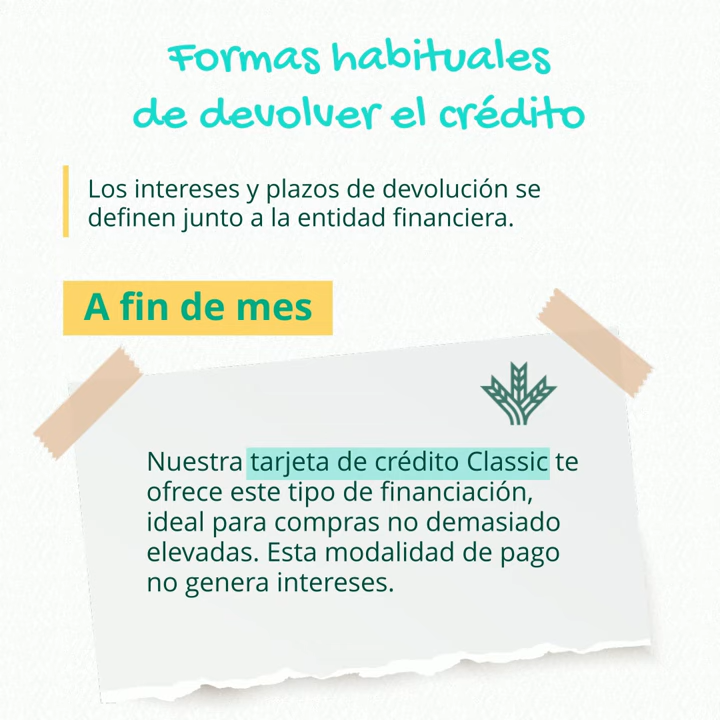 Formas habituales
de devolver el crédito
Los intereses y plazos de devolución se
definen junto a la entidad financiera.
A fin de mes
Nuestra tarjeta de crédito Classic te
ofrece este tipo de financiación,
ideal para compras no demasiado
elevadas. Esta modalidad de pago
no genera intereses.